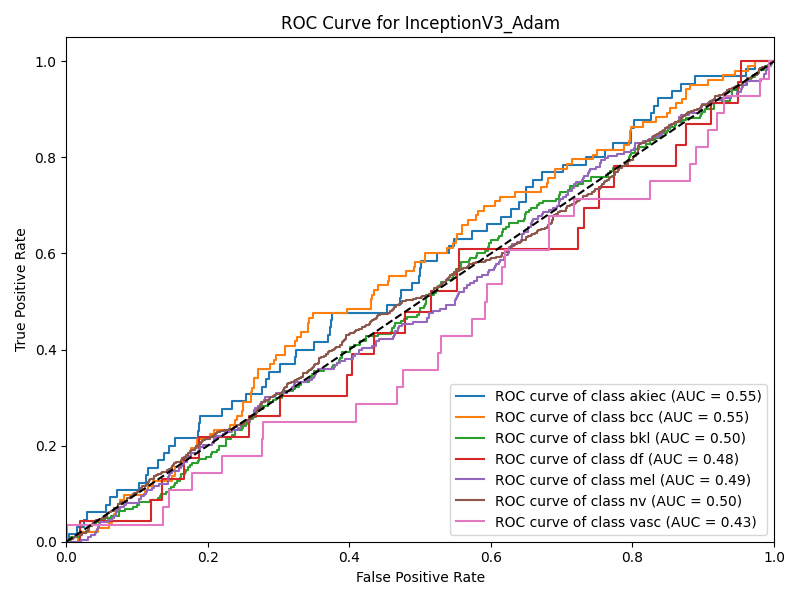 ROC Curve for InceptionV3_Adam
True Positive Rate
1.0
0.8
0.6
0.4
0.2
0.0
ROC curve of class akiec (AUC = 0.55)
ROC curve of class bcc (AUC = 0.55)
ROC curve of class bkl (AUC = 0.50)
ROC curve of class df (AUC = 0.48)
ROC curve of class mel (AUC = 0.49)
ROC curve of class nv (AUC = 0.50)
ROC curve of class vasc (AUC = 0.43)
0.0 0.2 0.4 0.6 0.8 1.0
False Positive Rate